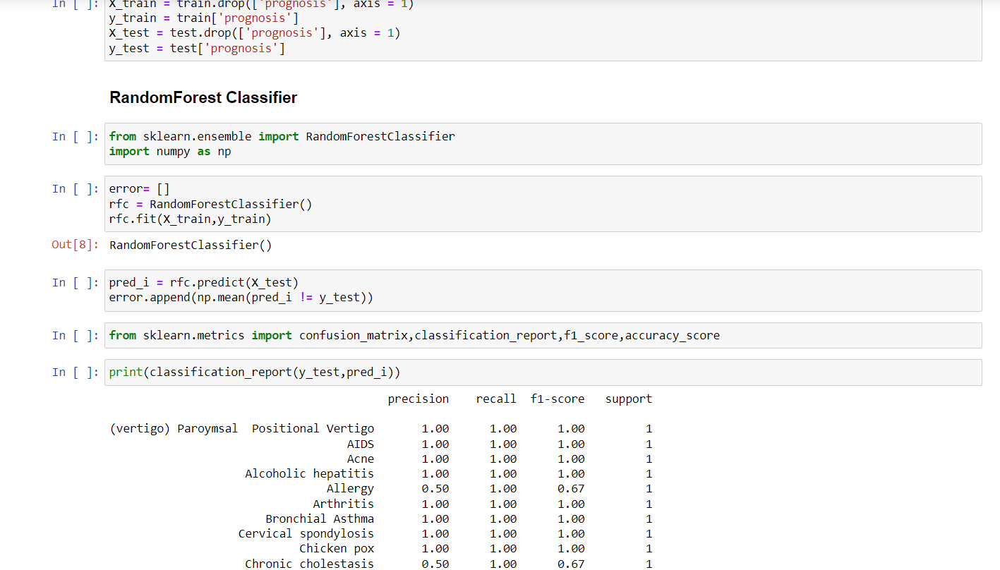 In [ ]: X_train = train.drop(['prognosis'], axis = 1)
y_train = train['prognosis']
X_test = test.drop(['prognosis'], axis = 1)
y_test = test['prognosis']
RandomForest Classifier
In [ ]: from sklearn.ensemble import RandomForestClassifier
import numpy as np
In [ ]: error= []
rfc = RandomForestClassifier()
rfc.fit(X_train,y_train)
Out[8]: RandomForestClassifier()
In [ ]: pred_i = rfc.predict(X_test)
error.append(np.mean(pred_i != y_test))
In [ ]: from sklearn.metrics import confusion_matrix,classification_report,f1_score,accuracy_score
In [ ]: print(classification_report(y_test,pred_i))
precision recall f1-score support
(vertigo) Paroymsal  Positional Vertigo 1.00 1.00 1.00 1
AIDS 1.00 1.00 1.00 1
Acne 1.00 1.00 1.00 1
Alcoholic hepatitis 1.00 1.00 1.00 1
Allergy 0.50 1.00 0.67 1
Arthritis 1.00 1.00 1.00 1
Bronchial Asthma 1.00 1.00 1.00 1
Cervical spondylosis 1.00 1.00 1.00 1
Chicken pox 1.00 1.00 1.00 1
Chronic cholestasis 0.50 1.00 0.67 1